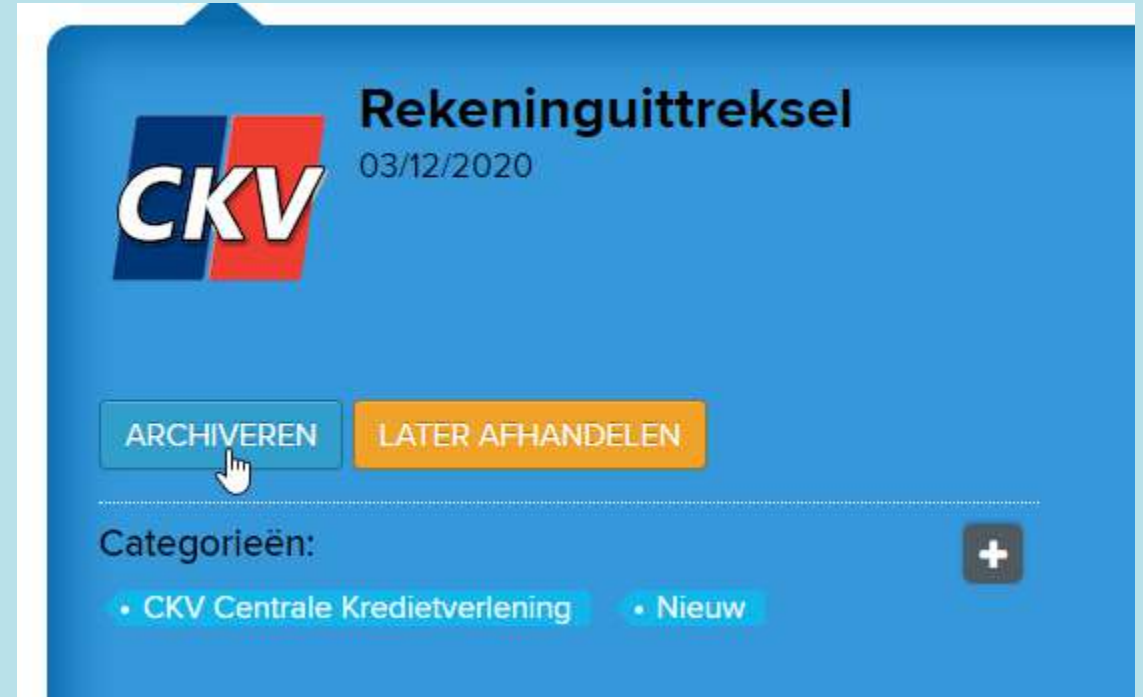 Rekeninguittreksel
03/12/2020
CKV
ARCHIVEREN LATER AFHANDELEN
Categorieën:
• CKV Centrale Kredietverlening • Nieuw